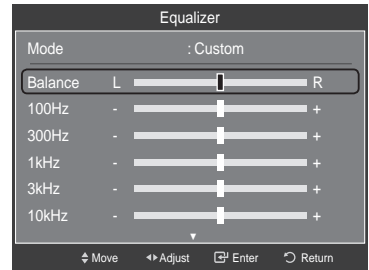 Equalizer
Mode : Custom
Balance L R
100Hz - +
300Hz - +
1kHz - +
3kHz - +
10kHz - +
Move Adjust Enter Return